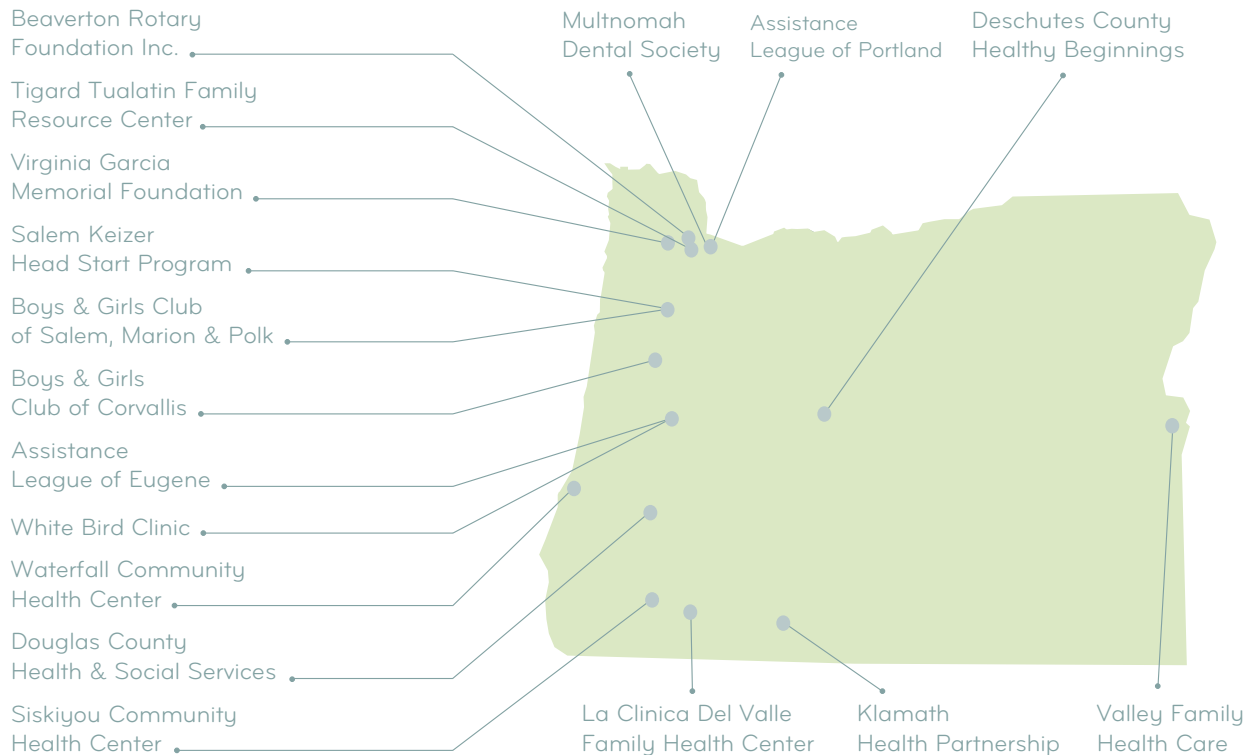 Beaverton Rotary
Foundation Inc.
Tigard Tualatin Family
Resource Center
Virginia Garcia
Memorial Foundation
Salem Keizer
Head Start Program
Boys & Girls Club
of Salem, Marion & Polk
Boys & Girls
Club of Corvallis
Assistance
League of Eugene
White Bird Clinic
Waterfall Community
Health Center
Douglas County
Health & Social Services
Siskiyou Community
Health Center
Multnomah
Dental Society
Assistance
League of Portland
Deschutes County
Healthy Beginnings
La Clinica Del Valle
Family Health Center
Klamath
Health Partnership
Valley Family
Health Care